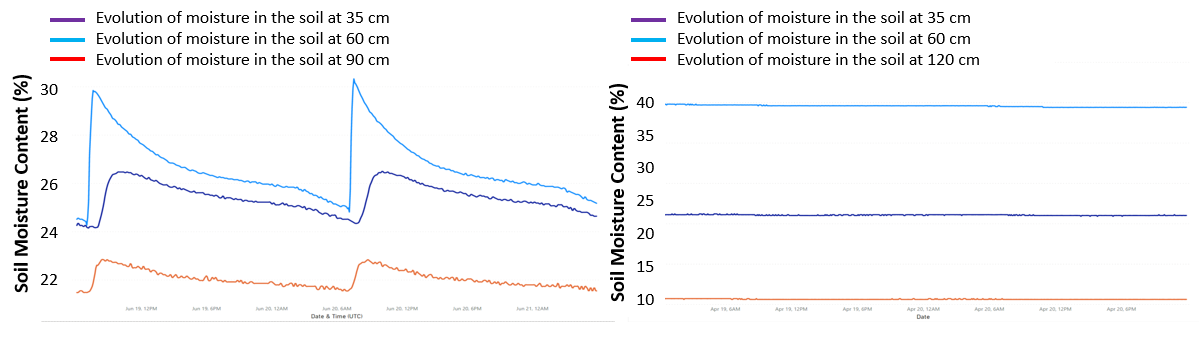 Evolution of moisture in the soil at 35 cm
Evolution of moisture in the soil at 60 cm
Evolution of moisture in the soil at 90 cm
Soil Moisture Content (%)
30
28
26
24
22
Jun 19, 12PM Jun 19, 6PM Jun 20, 12AM Jun 20, 6AM Jun 20, 12PM Jun 20, 6PM Jun 21, 12AM
Date & Time (UTC)
Evolution of moisture in the soil at 35 cm
Evolution of moisture in the soil at 60 cm
Evolution of moisture in the soil at 120 cm
Soil Moisture Content (%)
40
35
30
25
20
15
10
Apr 19, 6AM Apr 19, 12PM Apr 19, 6PM Apr 20, 12AM Apr 20, 6AM Apr 20, 12PM Apr 20, 6PM
Date